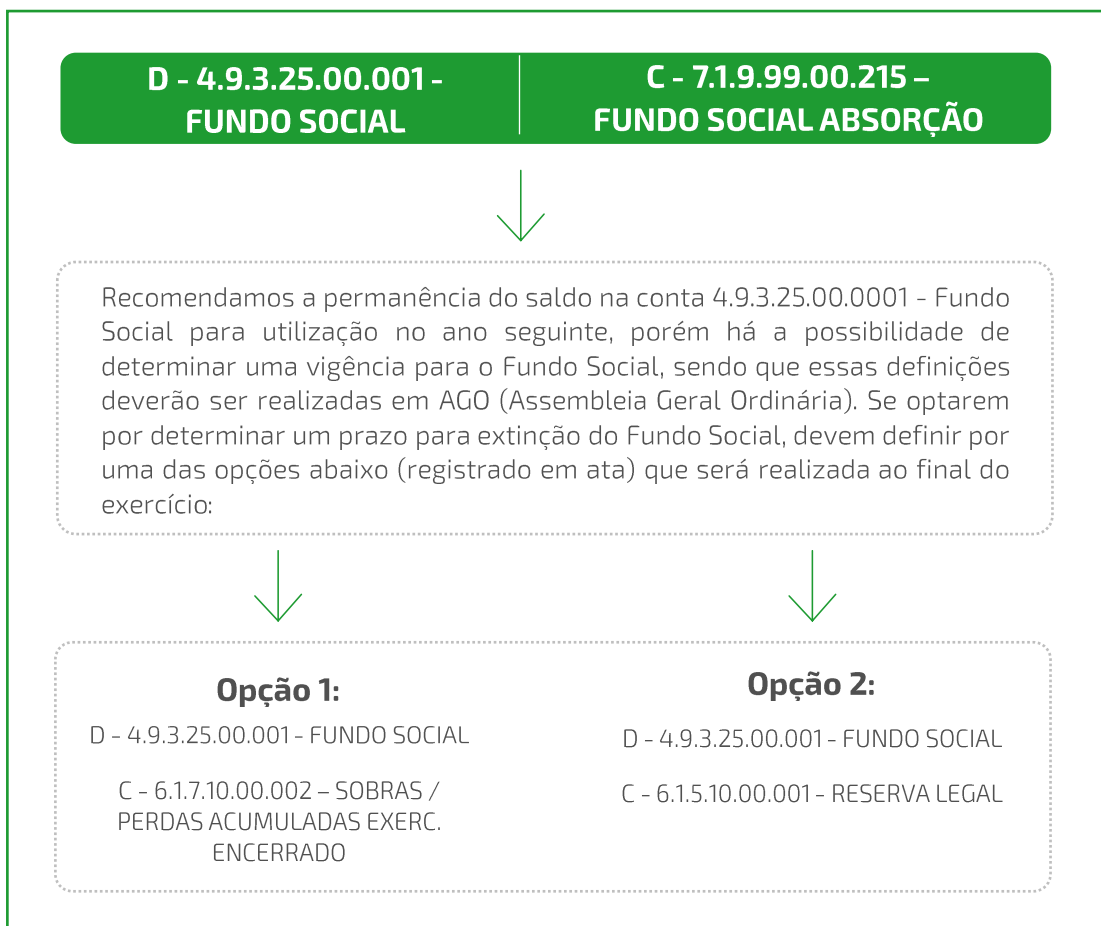 D - 4.9.3.25.00.001 -
FUNDO SOCIAL
C - 7.1.9.99.00.215 –
FUNDO SOCIAL ABSORÇÃO
Recomendamos a permanência do saldo na conta 4.9.3.25.00.0001 - Fundo
Social para utilização no ano seguinte, porém há a possibilidade de
determinar uma vigência para o Fundo Social, sendo que essas definições
deverão ser realizadas em AGO (Assembleia Geral Ordinária). Se optarem
por determinar um prazo para extinção do Fundo Social, devem definir por
uma das opções abaixo (registrado em ata) que será realizada ao final do
exercício:
Opção 1:
D - 4.9.3.25.00.001 - FUNDO SOCIAL
C - 6.1.7.10.00.002 – SOBRAS /
PERDAS ACUMULADAS EXERC.
ENCERRADO
Opção 2:
D - 4.9.3.25.00.001 - FUNDO SOCIAL
C - 6.1.5.10.00.001 - RESERVA LEGAL